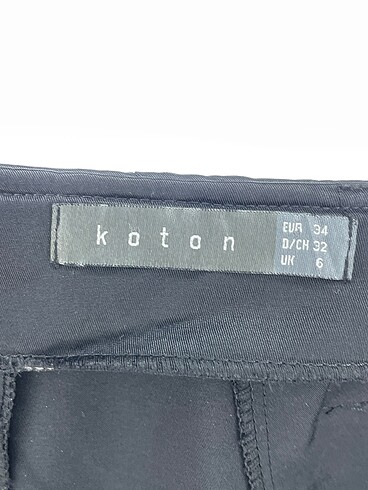 koton
EUR 34
D/CH 32
UK 6